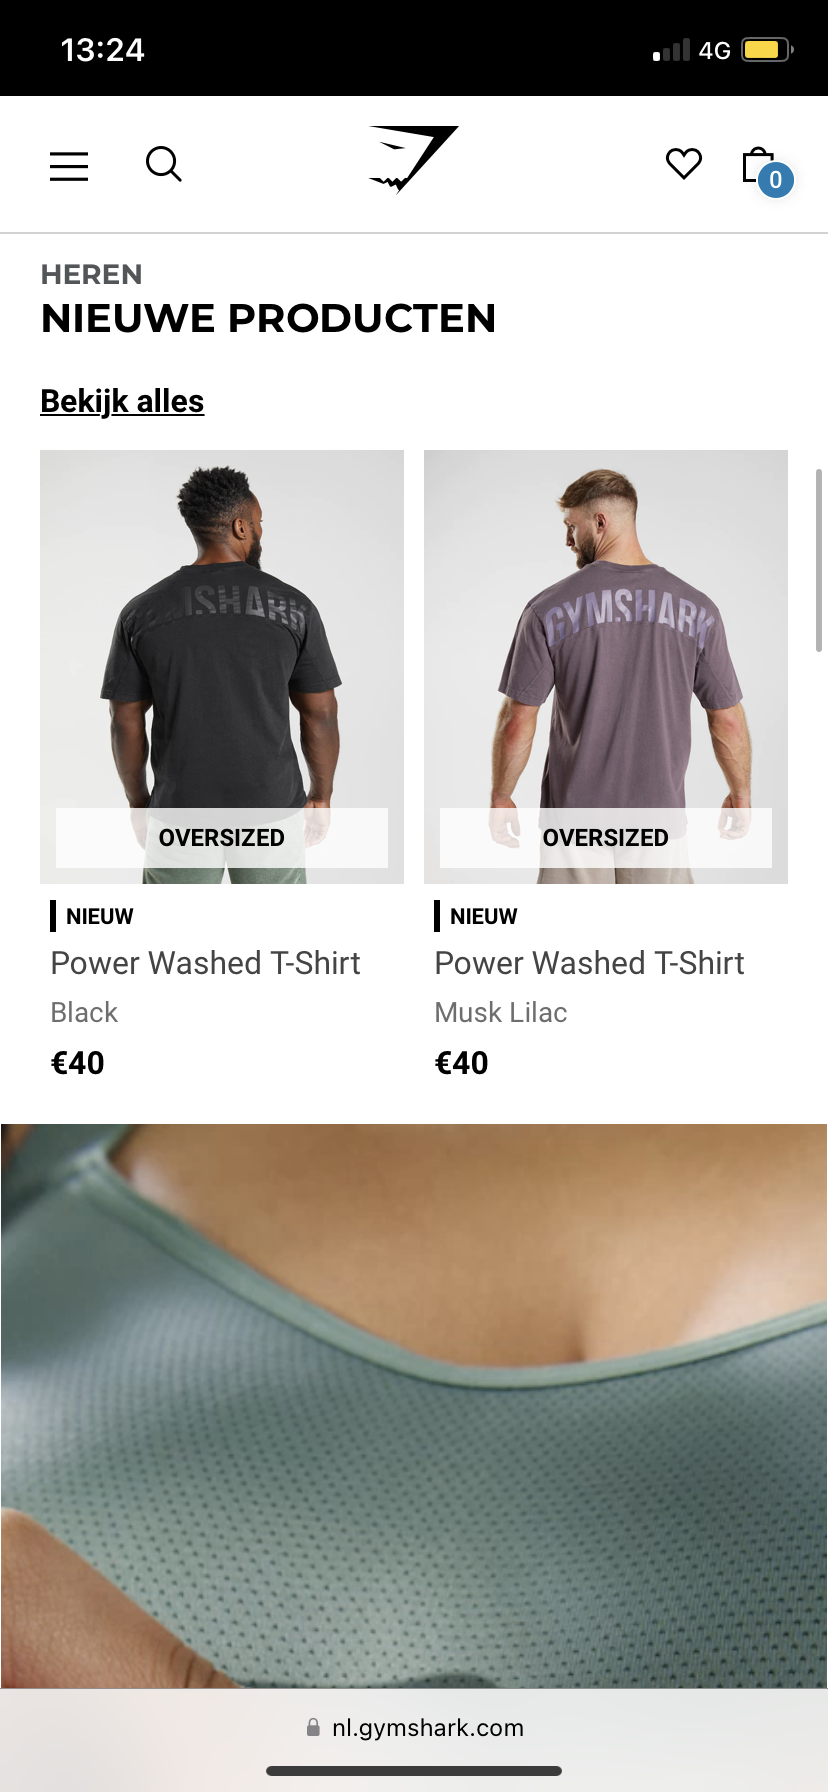 13:24
4G
0
HEREN
NIEUWE PRODUCTEN
Bekijk alles
GYMSHARK
OVERSIZED
OVERSIZED
NIEUW
NIEUW
Power Washed T-Shirt
Power Washed T-Shirt
Black
Musk Lilac
€40
€40
nl.gymshark.com